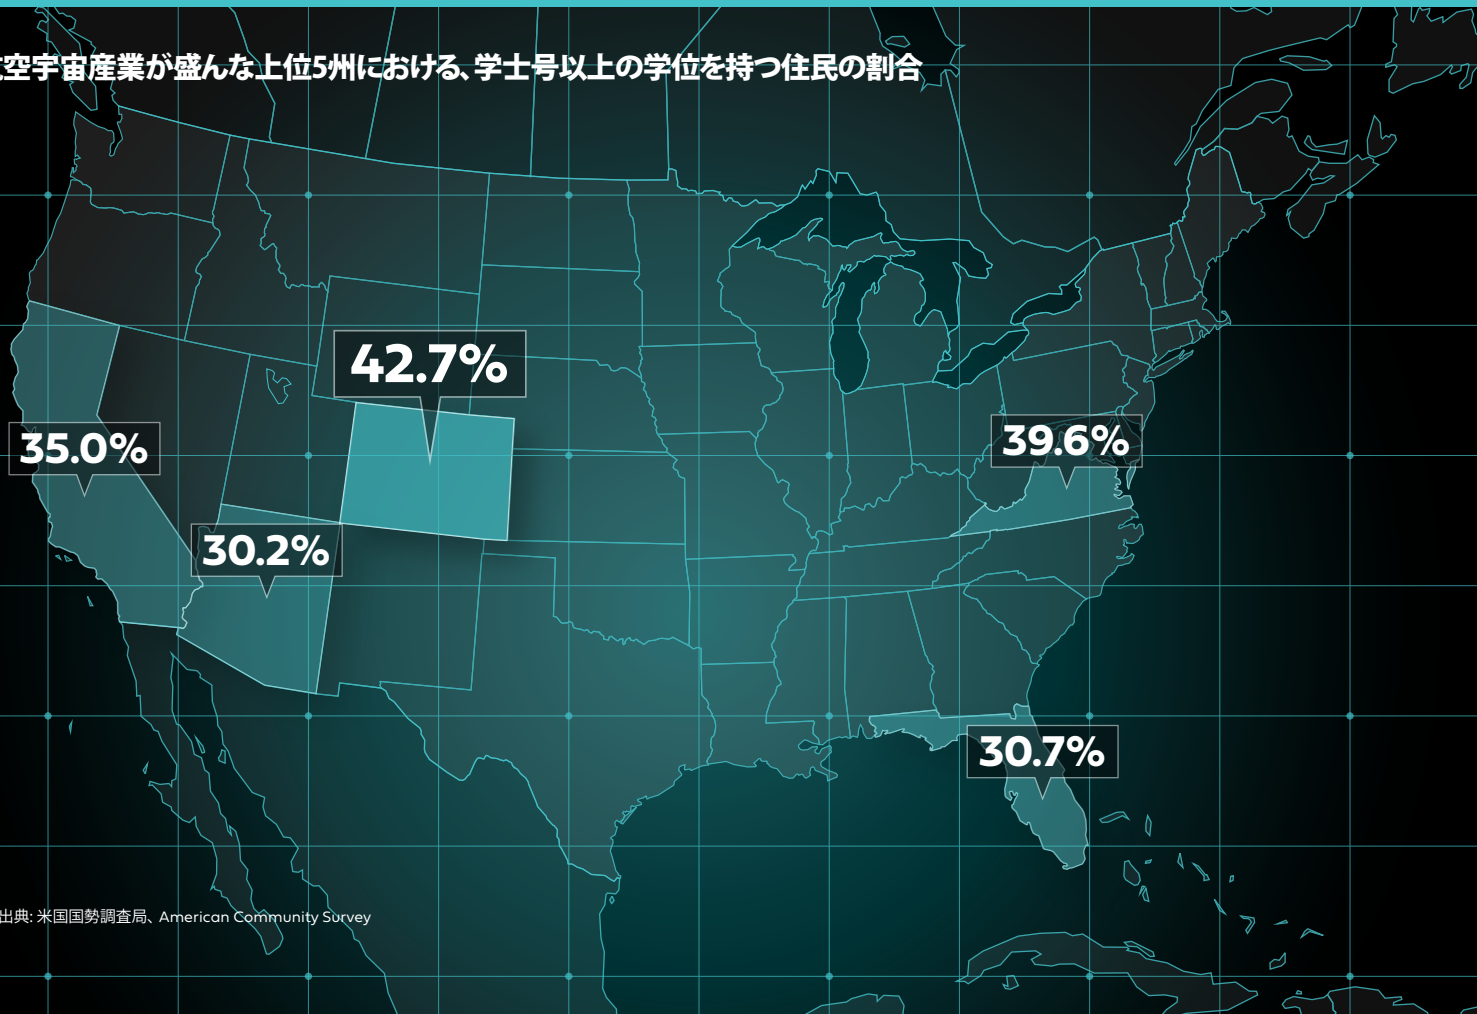 空宇宙産業が盛んな上位5州における、学士号以上の学位を持つ住民の割合
42.7%
35.0%
39.6%
30.2%
30.7%
出典: 米国国勢調査局、American Community Survey